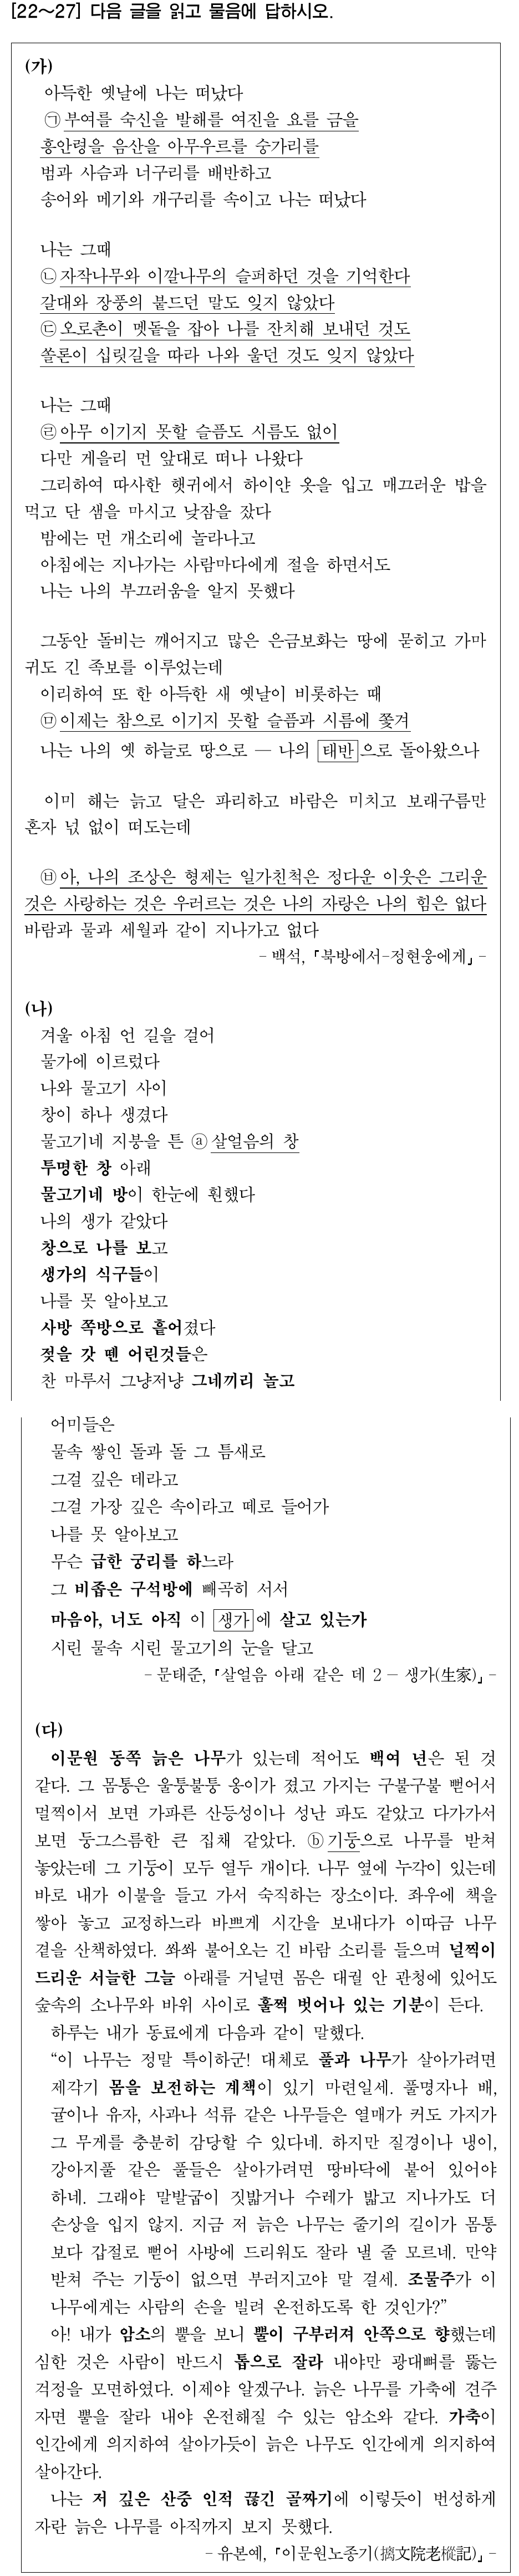 [22～27] 다음 글을 읽고 물음에 답하시오.
(가)
아득한 옛날에 나는 떠났다
㉠부여를 숙신을 발해를 여진을 요를 금을
흥안령을 음산을 아무우르를 숭가리를
범과 사슴과 너구리를 배반하고
송어와 메기와 개구리를 속이고 나는 떠났다
나는 그때
㉡자작나무와 이깔나무의 슬퍼하던 것을 기억한다
갈대와 장풍의 붙드던 말도 잊지 않았다
㉢오로촌이 멧돌을 잡아 나를 잔치해 보내던 것도
쏠론이 십릿길을 따라 나와 울던 것도 잊지 않았다
나는 그때
㉣아무 이기지 못할 슬픔도 시름도 없이
다만 게을리 먼 앞대로 떠나 나왔다
그리하여 따사한 햇귀에서 하이얀 옷을 입고 매끄러운 밥을
먹고 단 샘을 마시고 낮잠을 잤다
밤에는 먼 개소리에 놀라나고
아침에는 지나가는 사람마다에게 절을 하면서도
나는 나의 부끄러움을 알지 못했다
그동안 돌비는 깨어지고 많은 은금보화는 땅에 묻히고 가마
귀도 긴 족보를 이루었는데
이리하여 또 한 아득한 새 옛날이 비롯하는 때
㉤이제는 참으로 이기지 못할 슬픔과 시름에 쫓겨
나는 나의 옛 하늘로 땅으로 ― 나의 태반으로 돌아왔으나
이미 해는 늙고 달은 파리하고 바람은 미치고 보래구름만
혼자 넋 없이 떠도는데
㉥아, 나의 조상은 형제는 일가친척은 정다운 이웃은 그리운
것은 사랑하는 것은 우러르는 것은 나의 자랑은 나의 힘은 없다
바람과 물과 세월과 같이 지나가고 없다
- 백석, 「북방에서-정현웅에게」 -
(나)
겨울 아침 언 길을 걸어
물가에 이르렀다
나와 물고기 사이
창이 하나 생겼다
물고기네 지붕을 튼 ⓐ살얼음의 창
투명한 창 아래
물고기네 방이 한눈에 훤했다
나의 생가 같았다
창으로 나를 보고
생가의 식구들이
나를 못 알아보고
사방 쪽방으로 흩어졌다
젖을 갓 뗀 어린것들은
찬 마루서 그냥저냥 그네끼리 놀고
어미들은
물속 쌓인 돌과 돌 그 틈새로
그걸 깊은 데라고
그걸 가장 깊은 속이라고 떼로 들어가
나를 못 알아보고
무슨 급한 궁리를 하느라
그 비좁은 구석방에 빼곡히 서서
마음아, 너도 아직 이 생가에 살고 있는가
시린 물속 시린 물고기의 눈을 달고
- 문태준, 「살얼음 아래 같은 데 2 ― 생가(生家)」 -
(다)
이문원 동쪽 늙은 나무가 있는데 적어도 백여 년은 된 것
같다. 그 몸통은 울퉁불퉁 옹이가 졌고 가지는 구불구불 뻗어서
멀찍이서 보면 가파른 산등성이나 성난 파도 같았고 다가가서
보면 둥그스름한 큰 집채 같았다. ⓑ기둥으로 나무를 받쳐
놓았는데 그 기둥이 모두 열두 개이다. 나무 옆에 누각이 있는데
바로 내가 이불을 들고 가서 숙직하는 장소이다. 좌우에 책을
쌓아 놓고 교정하느라 바쁘게 시간을 보내다가 이따금 나무
곁을 산책하였다. 쏴쏴 불어오는 긴 바람 소리를 들으며 널찍이
드리운 서늘한 그늘 아래를 거닐면 몸은 대궐 안 관청에 있어도
숲속의 소나무와 바위 사이로 훌쩍 벗어나 있는 기분이 든다.
하루는 내가 동료에게 다음과 같이 말했다.
“이 나무는 정말 특이하군! 대체로 풀과 나무가 살아가려면
제각기 몸을 보전하는 계책이 있기 마련일세. 풀명자나 배,
귤이나 유자, 사과나 석류 같은 나무들은 열매가 커도 가지가
그 무게를 충분히 감당할 수 있다네. 하지만 질경이나 냉이,
강아지풀 같은 풀들은 살아가려면 땅바닥에 붙어 있어야
하네. 그래야 말발굽이 짓밟거나 수레가 밟고 지나가도 더
손상을 입지 않지. 지금 저 늙은 나무는 줄기의 길이가 몸통
보다 갑절로 뻗어 사방에 드리워도 잘라 낼 줄 모르네. 만약
받쳐 주는 기둥이 없으면 부러지고야 말 걸세. 조물주가 이
나무에게는 사람의 손을 빌려 온전하도록 한 것인가?”
아! 내가 암소의 뿔을 보니 뿔이 구부러져 안쪽으로 향했는데
심한 것은 사람이 반드시 톱으로 잘라 내야만 광대뼈를 뚫는
걱정을 모면하였다. 이제야 알겠구나. 늙은 나무를 가축에 견주
자면 뿔을 잘라 내야 온전해질 수 있는 암소와 같다. 가축이
인간에게 의지하여 살아가듯이 늙은 나무도 인간에게 의지하여
살아간다.
나는 저 깊은 산중 인적 끊긴 골짜기에 이렇듯이 번성하게
자란 늙은 나무를 아직까지 보지 못했다.
- 유본예, 「이문원노종기(摛文院老樅記)」 -